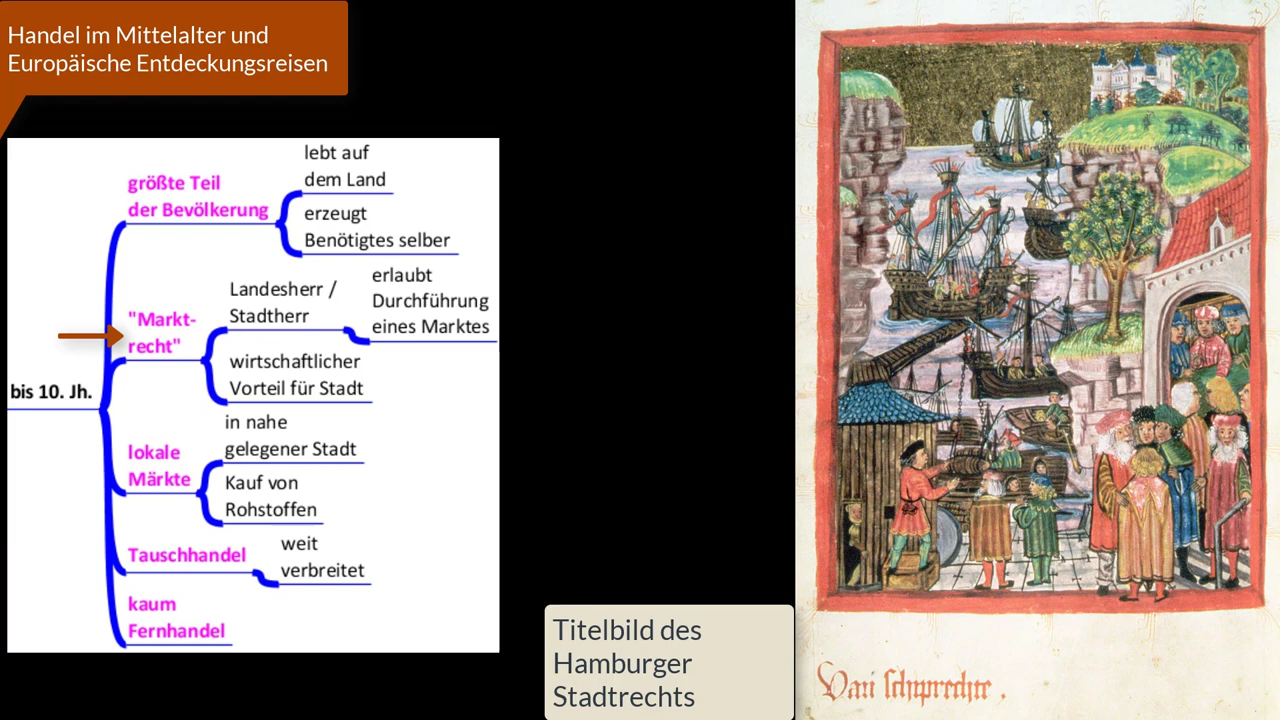 Handel im Mittelalter und
Europäische Entdeckungsreisen
bis 10. Jh.
größte Teil
der Bevölkerung
lebt auf
dem Land
erzeugt
Benötigtes selber
"Markt-
recht"
Landesherr /
Stadtherr
erlaubt
Durchführung
eines Marktes
wirtschaftlicher
Vorteil für Stadt
lokale
Märkte
in nahe
gelegener Stadt
Kauf von
Rohstoffen
Tauschhandel
weit
verbreitet
kaum
Fernhandel
Titelbild des
Hamburger
Stadtrechts
Van schiprechte .